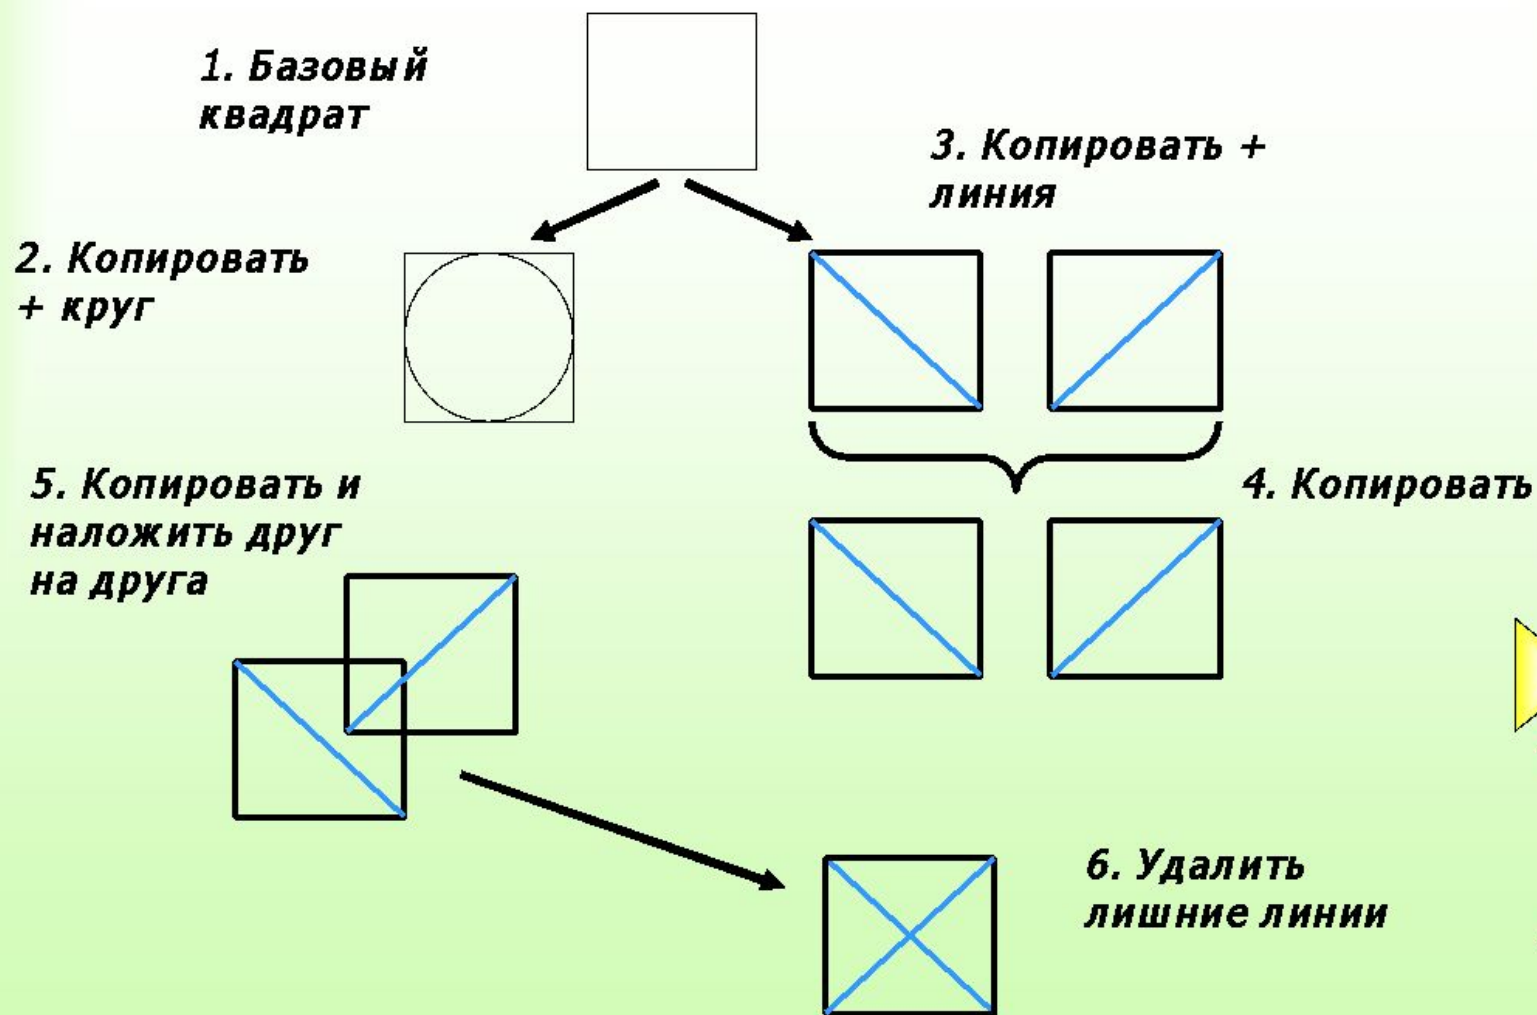 1. Базовый
квадрат
2. Копировать
+ круг
3. Копировать +
линия
4. Копировать
5. Копировать и
наложить друг
на друга
6. Удалить
лишние линии